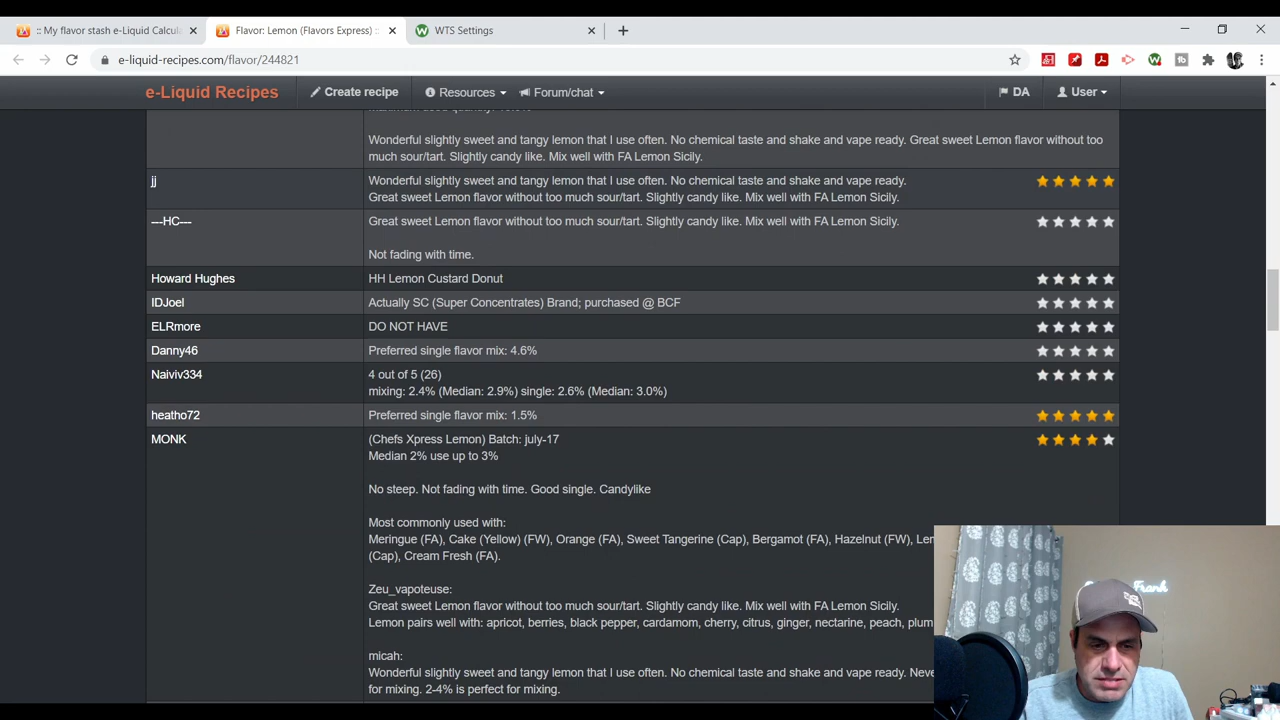 :: My flavor stash e-Liquid Calcu
Flavor: Lemon (Flavors Express) ::
WTS Settings
e-liquid-recipes.com/flavor/244821
e-Liquid Recipes
Create recipe
Resources
Forum/chat
DA
User
Wonderful slightly sweet and tangy lemon that I use often. No chemical taste and shake and vape ready. Great sweet Lemon flavor without too
much sour/tart. Slightly candy like. Mix well with FA Lemon Sicily.
jj
Wonderful slightly sweet and tangy lemon that I use often. No chemical taste and shake and vape ready.
Great sweet Lemon flavor without too much sour/tart. Slightly candy like. Mix well with FA Lemon Sicily.
---HC---
Great sweet Lemon flavor without too much sour/tart. Slightly candy like. Mix well with FA Lemon Sicily.
Not fading with time.
Howard Hughes
HH Lemon Custard Donut
IDJoel
Actually SC (Super Concentrates) Brand; purchased @ BCF
ELRmore
DO NOT HAVE
Danny46
Preferred single flavor mix: 4.6%
Naiviv334
4 out of 5 (26)
mixing: 2.4% (Median: 2.9%) single: 2.6% (Median: 3.0%)
heatho72
Preferred single flavor mix: 1.5%
MONK
(Chefs Xpress Lemon) Batch: july-17
Median 2% use up to 3%
No steep. Not fading with time. Good single. Candylike
Most commonly used with:
Meringue (FA), Cake (Yellow) (FW), Orange (FA), Sweet Tangerine (Cap), Bergamot (FA), Hazelnut (FW), Len
(Cap), Cream Fresh (FA).
Zeu_vapoteuse:
Great sweet Lemon flavor without too much sour/tart. Slightly candy like. Mix well with FA Lemon Sicily.
Lemon pairs well with: apricot, berries, black pepper, cardamom, cherry, citrus, ginger, nectarine, peach, plum
micah:
Wonderful slightly sweet and tangy lemon that I use often. No chemical taste and shake and vape ready. Neve
for mixing. 2-4% is perfect for mixing.
Frank